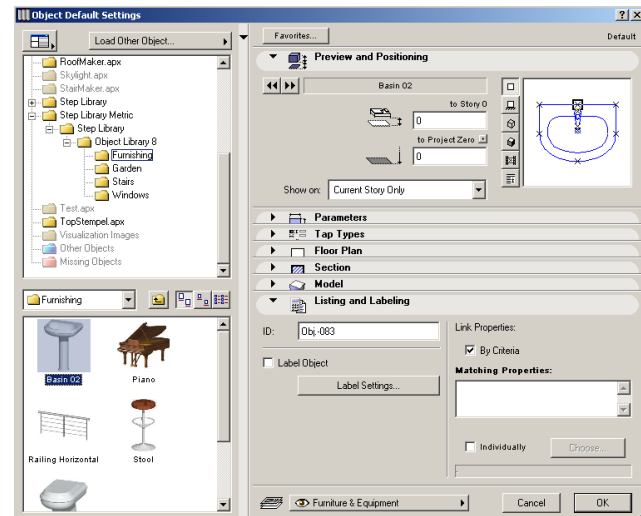 Object Default Settings
Load Other Object...
RoofMaker.apx
Skylight.apx
StairMaker.apx
Step Library
Step Library Metric
Step Library
Object Library 8
Furnishing
Garden
Stairs
Windows
Test.apx
TopStempel.apx
Visualization Images
Other Objects
Missing Objects
Furnishing
Basin 02
Piano
Railing Horizontal
Stool
Favorites...
Default
Preview and Positioning
Basin 02
to Story 0
0
to Project Zero
0
Show on:
Current Story Only
Parameters
Tap Types
Floor Plan
Section
Model
Listing and Labeling
ID:
Obj.-083
Label Object
Label Settings...
Link Properties:
By Criteria
Matching Properties:
Individually
Choose...
Furniture & Equipment
Cancel
OK